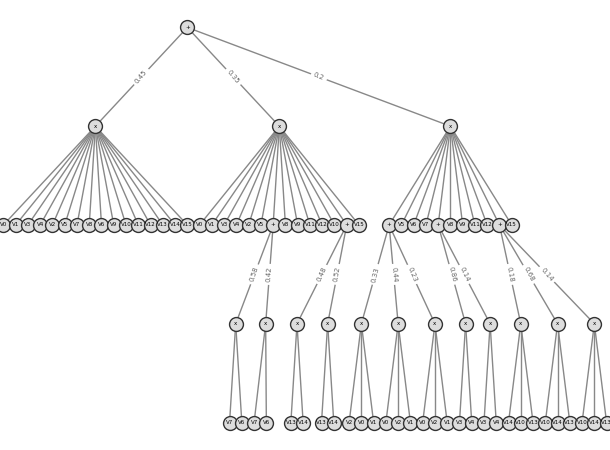 +
0.45 0.35 0.2
x x x
V0 V1 V3 V4 V2 V5 V7 V8 V6 V9 V10 V11 V12 V13 V14 V15 V0 V1 V3 V4 V2 V5 + V8 V9 V11 V12 V10 + V15 + V5 V6 V7 + V8 V9 V11 V12 + V15
0.58 0.42 0.48 0.52 0.33 0.44 0.23 0.86 0.14 0.18 0.68 0.14
x x x x x x x x x x x x
V7 V6 V7 V6 V13 V14 V13 V14 V2 V0 V1 V0 V2 V1 V0 V2 V1 V3 V4 V3 V4 V14 V10 V13 V10 V14 V13 V10 V14 V13